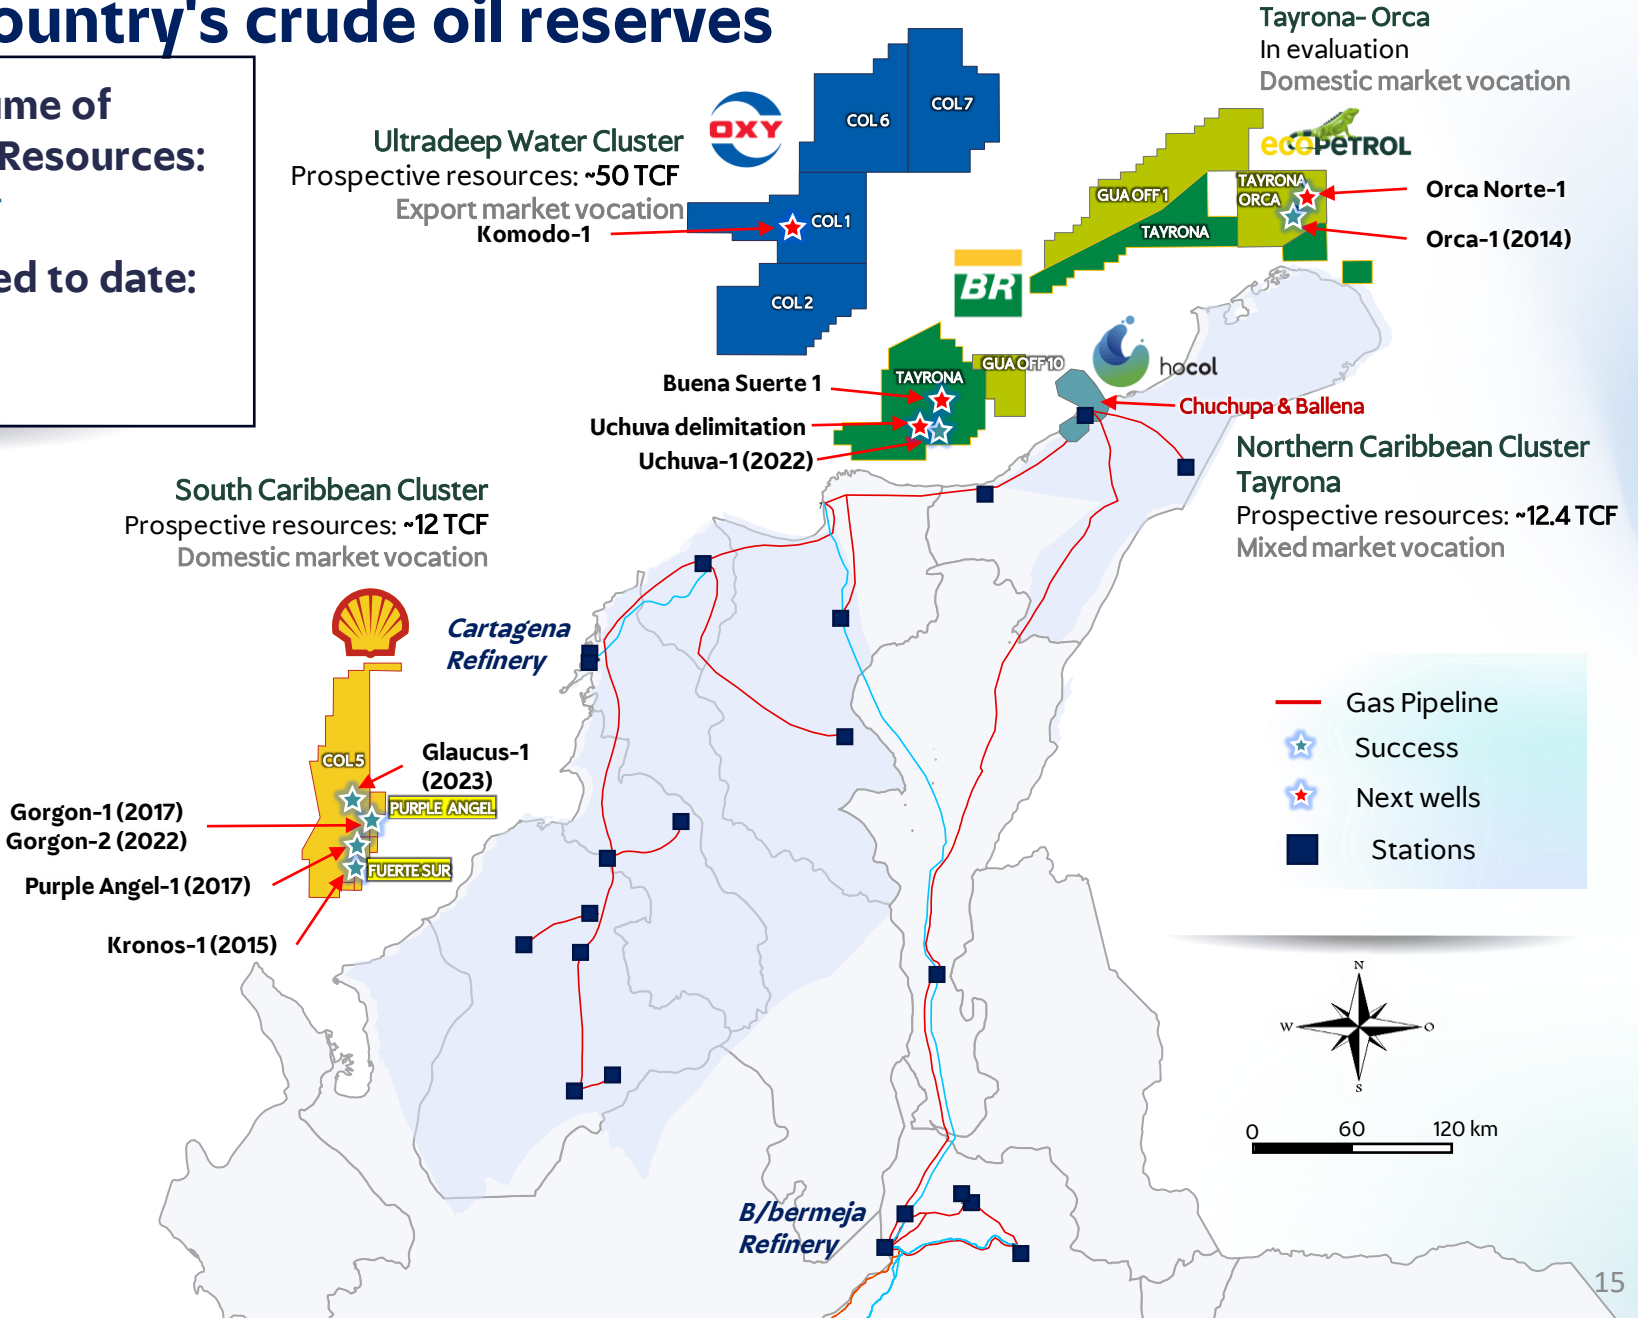 ountry's crude oil reserves
me of
Resources:
ed to date:
Ultradeep Water Cluster
Prospective resources: ~50 TCF
Export market vocation
Komodo-1
OXY
COL 6
COL 7
COL 1
COL 2
Tayrona- Orca
In evaluation
Domestic market vocation
ecoPETROL
GUA OFF 1
TAYRONA
TAYRONA
ORCA
Orca Norte-1
Orca-1 (2014)
BR
hocol
Buena Suerte 1
Uchuva delimitation
Uchuva-1 (2022)
TAYRONA
GUA OFF 10
Chuchupa & Ballena
Northern Caribbean Cluster
Tayrona
Prospective resources: ~12.4 TCF
Mixed market vocation
South Caribbean Cluster
Prospective resources: ~12 TCF
Domestic market vocation
Cartagena
Refinery
COL 5
Glaucus-1
(2023)
PURPLE ANGEL
Gorgon-1 (2017)
Gorgon-2 (2022)
FUERTE SUR
Purple Angel-1 (2017)
Kronos-1 (2015)
Gas Pipeline
Success
Next wells
Stations
N
W
O
S
0 60 120 km
B/bermeja
Refinery
15